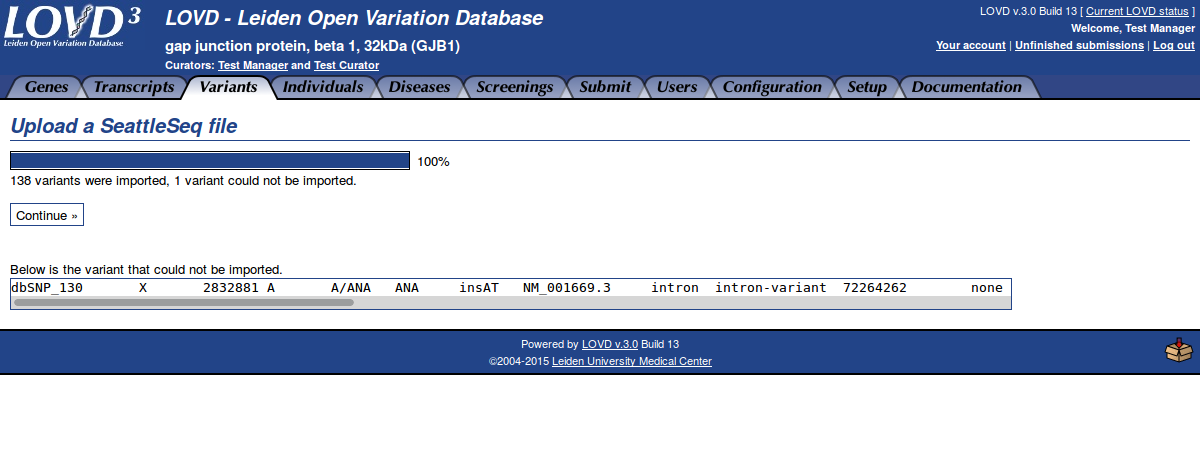 LOVD 3
Leiden Open Variation Database
LOVD - Leiden Open Variation Database
gap junction protein, beta 1, 32kDa (GJB1)
Curators: Test Manager and Test Curator
LOVD v.3.0 Build 13 [ Current LOVD status ]
Welcome, Test Manager
Your account | Unfinished submissions | Log out
Genes Transcripts Variants Individuals Diseases Screenings Submit Users Configuration Setup Documentation
Upload a SeattleSeq file
100%
138 variants were imported, 1 variant could not be imported.
Continue »
Below is the variant that could not be imported.
dbSNP_130 X 2832881 A A/ANA ANA insAT NM_001669.3 intron intron-variant 72264262 none
Powered by LOVD v.3.0 Build 13
©2004-2015 Leiden University Medical Center